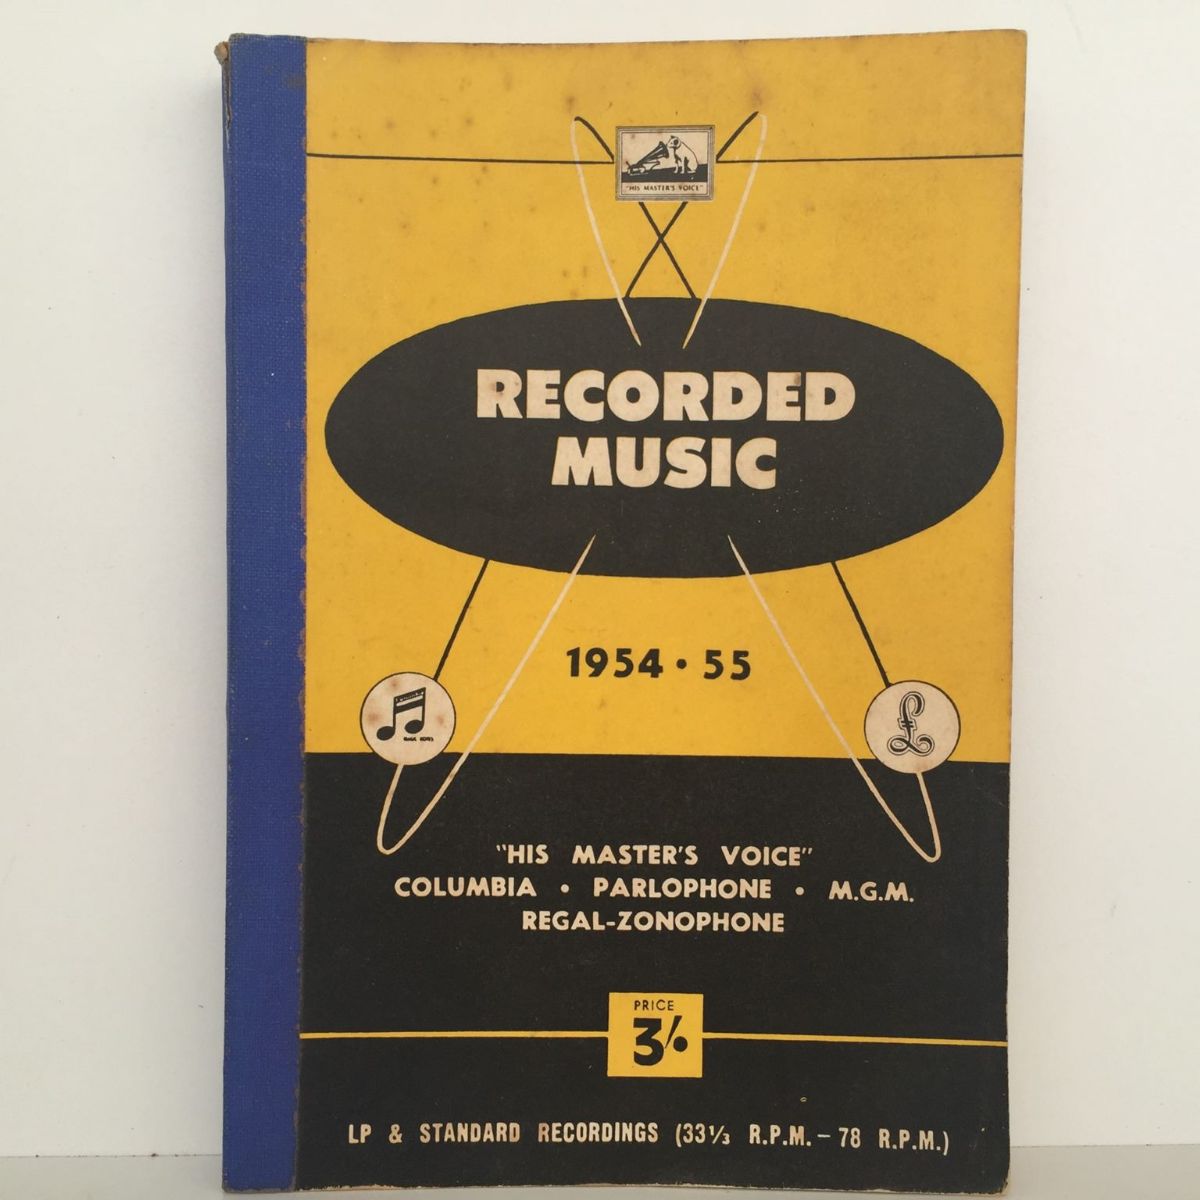 "HIS MASTER'S VOICE"
RECORDED
MUSIC
1954 • 55
£
"HIS MASTER'S VOICE"
COLUMBIA • PARLOPHONE • M.G.M.
REGAL-ZONOPHONE
PRICE
3/•
LP & STANDARD RECORDINGS (33⅓ R.P.M. – 78 R.P.M.)